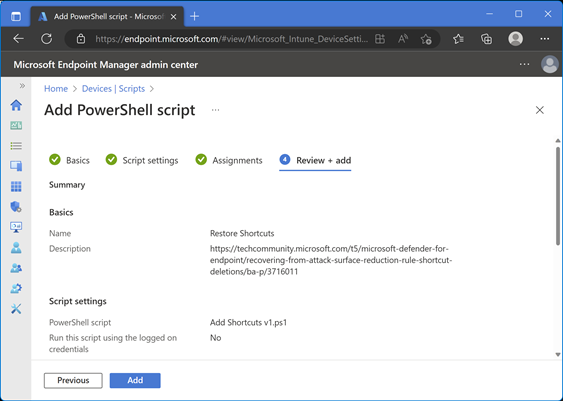 Add PowerShell script - Microsoft
https://endpoint.microsoft.com/#view/Microsoft_Intune_DeviceSetti...
Microsoft Endpoint Manager admin center
Home > Devices | Scripts >
Add PowerShell script ...
Basics
Script settings
Assignments
4 Review + add
Summary
Basics
Name Restore Shortcuts
Description https://techcommunity.microsoft.com/t5/microsoft-defender-for-
endpoint/recovering-from-attack-surface-reduction-rule-shortcut-
deletions/ba-p/3716011
Script settings
PowerShell script Add Shortcuts v1.ps1
Run this script using the logged on No
credentials
Previous Add